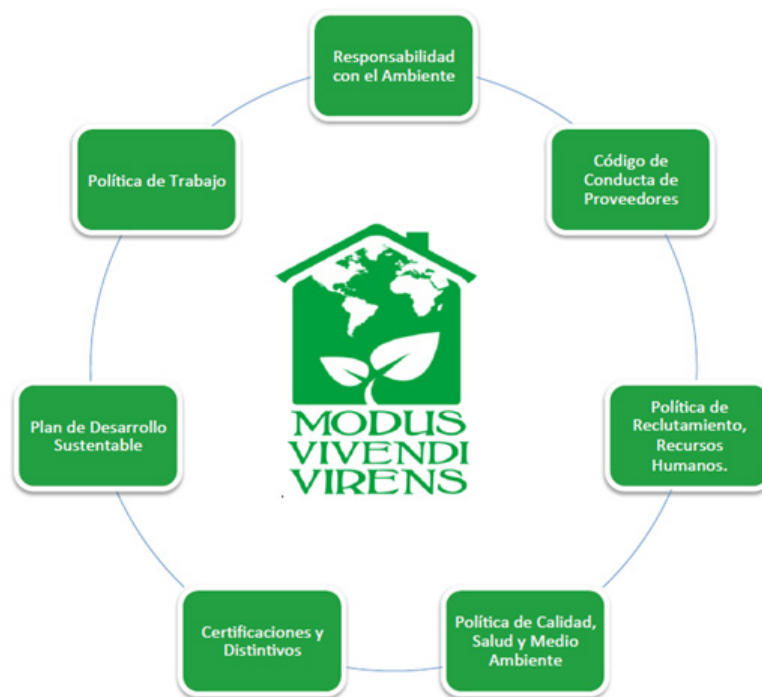 Responsabilidad
con el Ambiente
Código de
Conducta de
Proveedores
Política de
Reclutamiento,
Recursos
Humanos.
Política de Calidad,
Salud y Medio
Ambiente
Certificaciones y
Distintivos
Plan de Desarrollo
Sustentable
Política de Trabajo
MODUS
VIVENDI
VIRENS